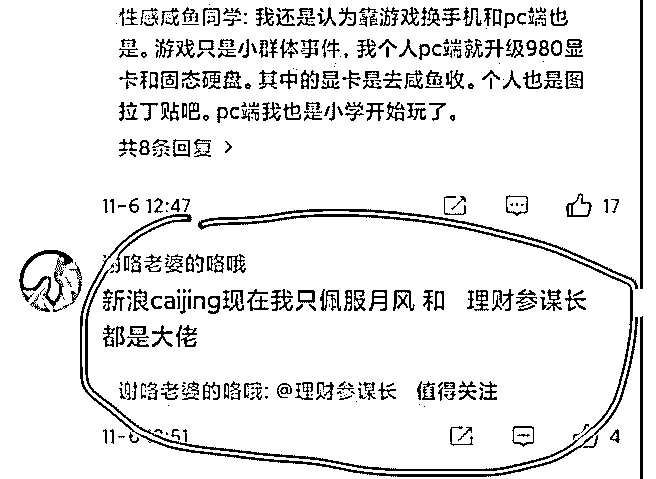 性感咸鱼同学: 我还是认为靠游戏换手机和pc端也
是。游戏只是小群体事件，我个人pc端就升级980显
卡和固态硬盘。其中的显卡是去咸鱼收。个人也是图
拉丁贴吧。pc端我也是小学开始玩了。
共8条回复 >
11-6 12:47 17
谢咯老婆的咯哦
新浪caijing现在我只佩服月风 和 理财参谋长
都是大佬
谢咯老婆的咯哦: @理财参谋长 值得关注
11-6 :51 4